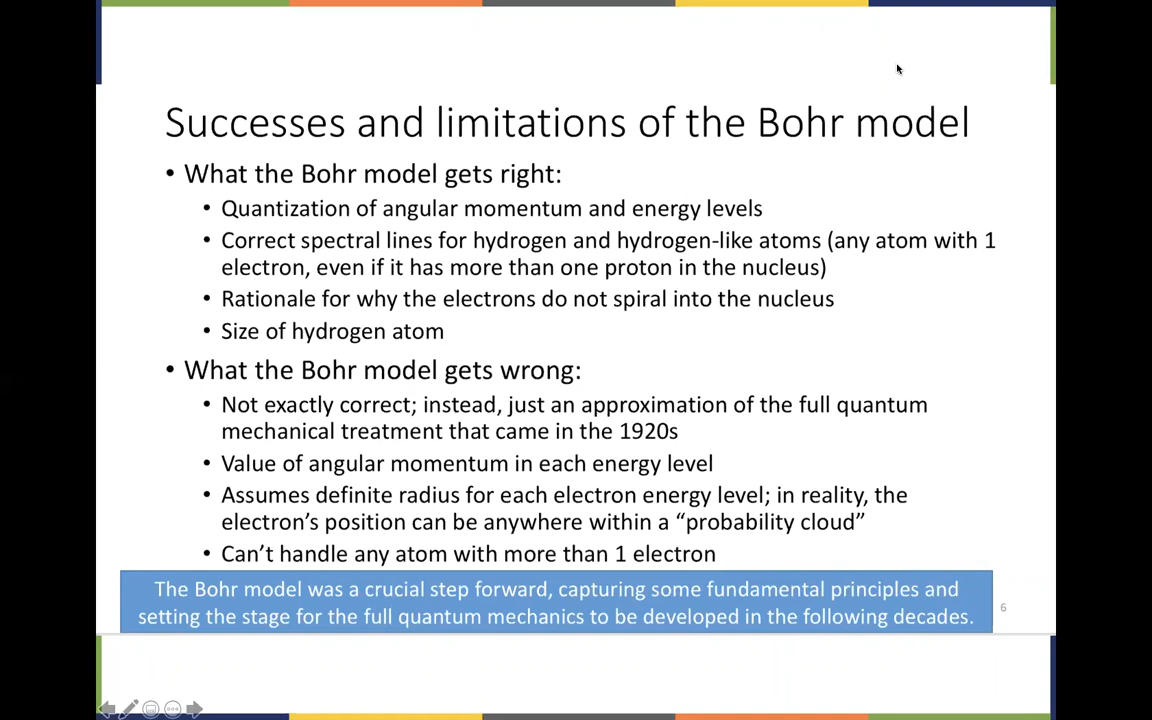 Successes and limitations of the Bohr model
• What the Bohr model gets right:
• Quantization of angular momentum and energy levels
• Correct spectral lines for hydrogen and hydrogen-like atoms (any atom with 1
electron, even if it has more than one proton in the nucleus)
• Rationale for why the electrons do not spiral into the nucleus
• Size of hydrogen atom
• What the Bohr model gets wrong:
• Not exactly correct; instead, just an approximation of the full quantum
mechanical treatment that came in the 1920s
• Value of angular momentum in each energy level
• Assumes definite radius for each electron energy level; in reality, the
electron’s position can be anywhere within a “probability cloud”
• Can’t handle any atom with more than 1 electron
The Bohr model was a crucial step forward, capturing some fundamental principles and
setting the stage for the full quantum mechanics to be developed in the following decades.
6